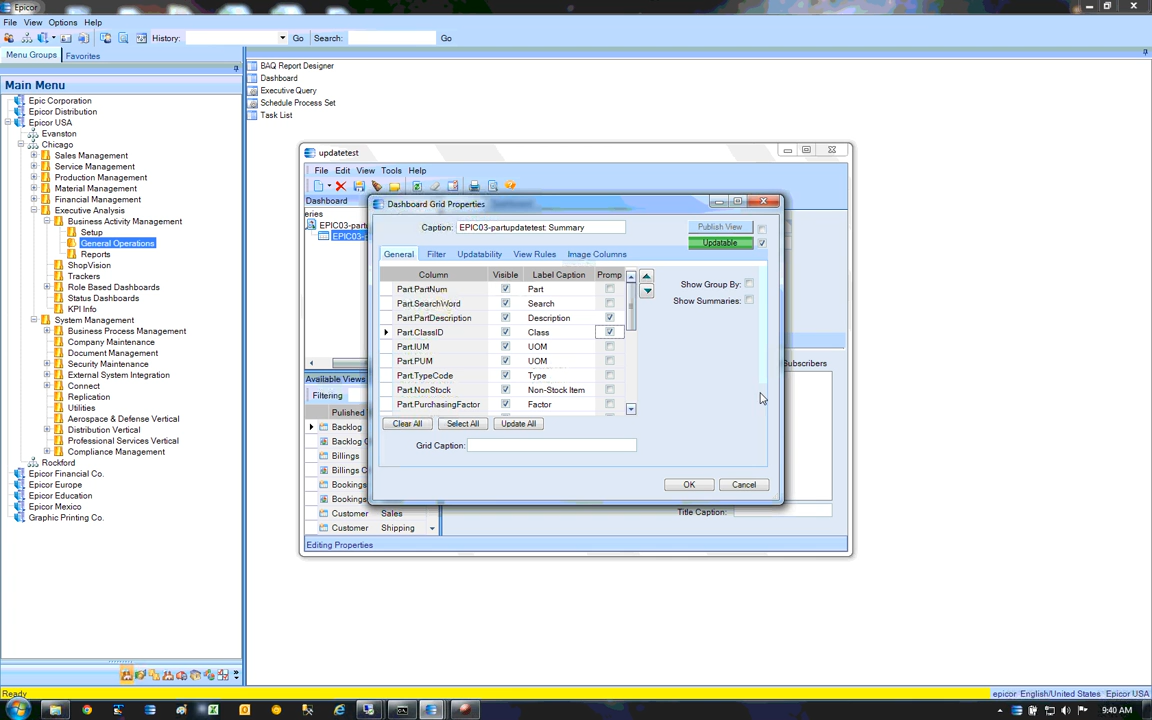 Epicor
File View Options Help
History: Go Search: Go
Menu Groups Favorites
Main Menu
Epic Corporation
Epicor Distribution
Epicor USA
Evanston
Chicago
Sales Management
Service Management
Production Management
Material Management
Financial Management
Executive Analysis
Business Activity Management
Setup
General Operations
Reports
ShopVision
Trackers
Role Based Dashboards
Status Dashboards
KPI Info
System Management
Business Process Management
Company Maintenance
Document Management
Security Management
External System Integration
Connect
Replication
Utilities
Aerospace & Defense Vertical
Distribution Vertical
Professional Services Vertical
Compliance Management
Rockford
Epicor Financial Co.
Epicor Europe
Epicor Education
Epicor Mexico
Graphic Printing Co.
BAQ Report Designer
Dashboard
Executive Query
Schedule Process Set
Task List
updatetest
File Edit View Tools Help
Dashboard
eries
EPIC03-part
EPIC03-
Available Views
Filtering
Pulished
Backlog
Backlog
Billings
Billings
Bookings
Bookings
Customer Sales
Customer Shipping
Subscribers
Title Caption:
Editing Properties
Dashboard Grid Properties
Caption: EPIC03-partupdatetest: Summary
Publish View
Updatable
General Filter Updatability View Rules Image Columns
Column Visible Label Caption Promp
Part.PartNum Part
Part.SearchWord Search
Part.PartDescription Description
Part.ClassID Class
Part.IUM UOM
Part.PUM UOM
Part.TypeCode Type
Part.NonStock Non-Stock Item
Part.PurchasingFactor Factor
Show Group By:
Show Summaries:
Clear All Select All Update All
Grid Caption:
OK Cancel
Ready epicor English/United States Epicor USA
9:40 AM